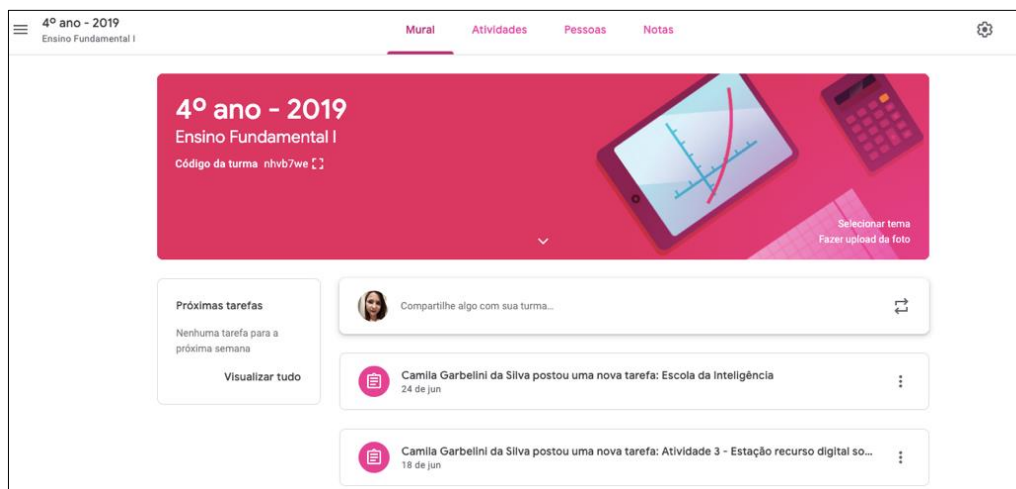 4º ano - 2019
Ensino Fundamental I
Mural
Atividades
Pessoas
Notas
4º ano - 2019
Ensino Fundamental I
Código da turma nhvb7we
Selecionar tema
Fazer upload da foto
Próximas tarefas
Nenhuma tarefa para a
próxima semana
Visualizar tudo
Compartilhe algo com sua turma...
Camila Garbelini da Silva postou uma nova tarefa: Escola da Inteligência
24 de jun
Camila Garbelini da Silva postou uma nova tarefa: Atividade 3 - Estação recurso digital so...
18 de jun